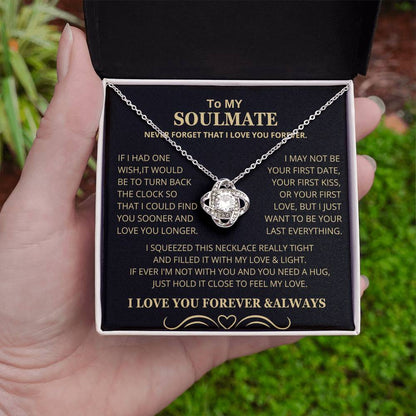 To MY
SOULMATE
NEVER FORGET THAT I LOVE YOU FOREVER.
IF I HAD ONE
WISH,IT WOULD
BE TO TURN BACK
THE CLOCK SO
THAT I COULD FIND
YOU SOONER AND
LOVE YOU LONGER.
I MAY NOT BE
YOUR FIRST DATE,
YOUR FIRST KISS,
OR YOUR FIRST
LOVE, BUT I JUST
WANT TO BE YOUR
LAST EVERYTHING.
I SQUEEZED THIS NECKLACE REALLY TIGHT
AND FILLED IT WITH MY LOVE & LIGHT.
IF EVER I'M NOT WITH YOU AND YOU NEED A HUG,
JUST HOLD IT CLOSE TO FEEL MY LOVE.
I LOVE YOU FOREVER &ALWAYS